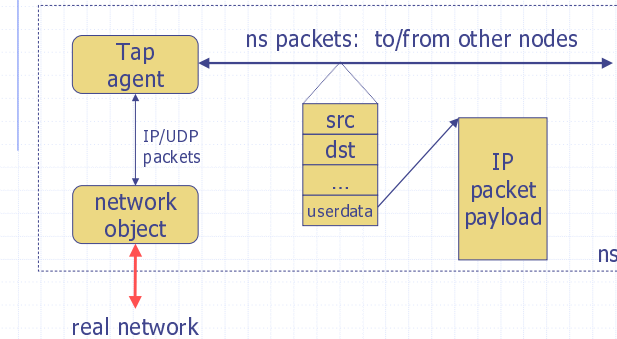 ns packets:  to/from other nodes
Tap
agent
IP/UDP
packets
network
object
real network
src
dst
...
userdata
IP
packet
payload
ns